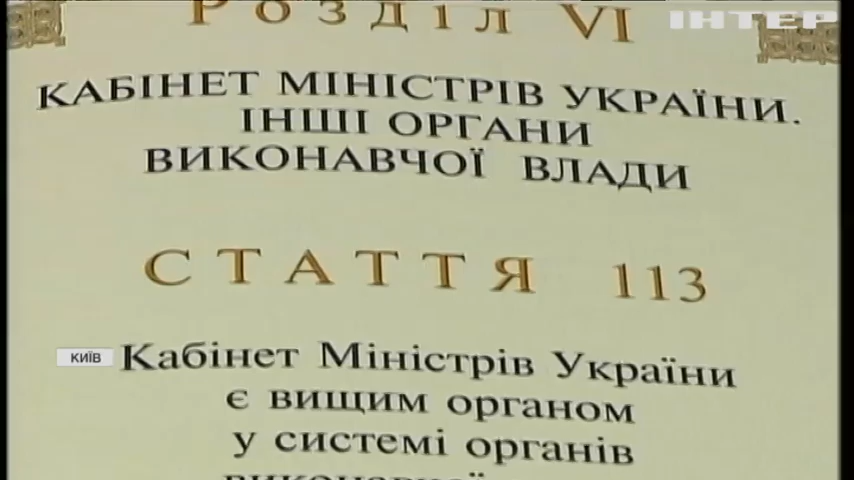 ІНТЕР
Розділ VI
КАБІНЕТ МІНІСТРІВ УКРАЇНИ.
ІНШІ ОРГАНИ
ВИКОНАВЧОЇ ВЛАДИ
СТАТТЯ 113
КИЇВ
Кабінет Міністрів України
є вищим органом
у системі органів
виконавчої